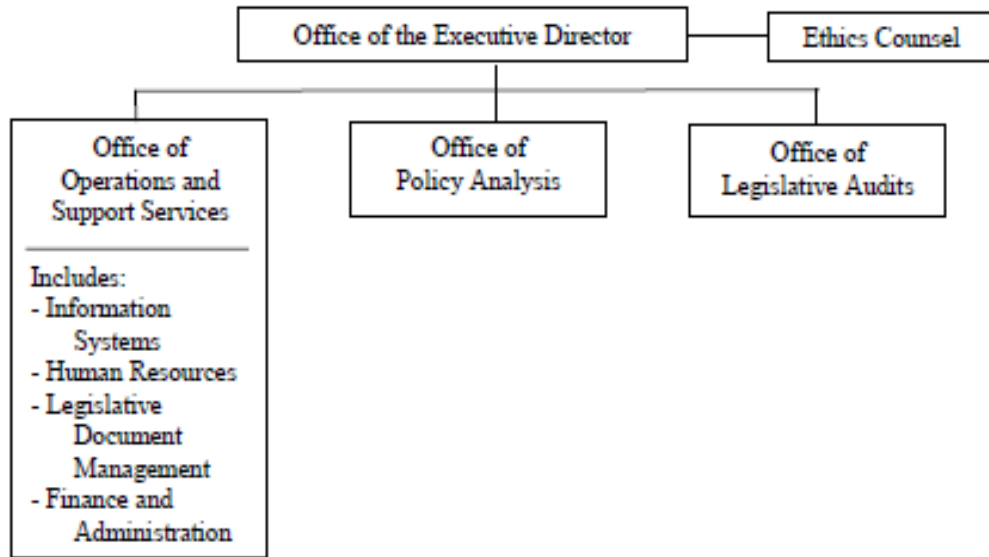 Office of the Executive Director
Ethics Counsel
Office of
Operations and
Support Services
Includes:
- Information
Systems
- Human Resources
- Legislative
Document
Management
- Finance and
Administration
Office of
Policy Analysis
Office of
Legislative Audits